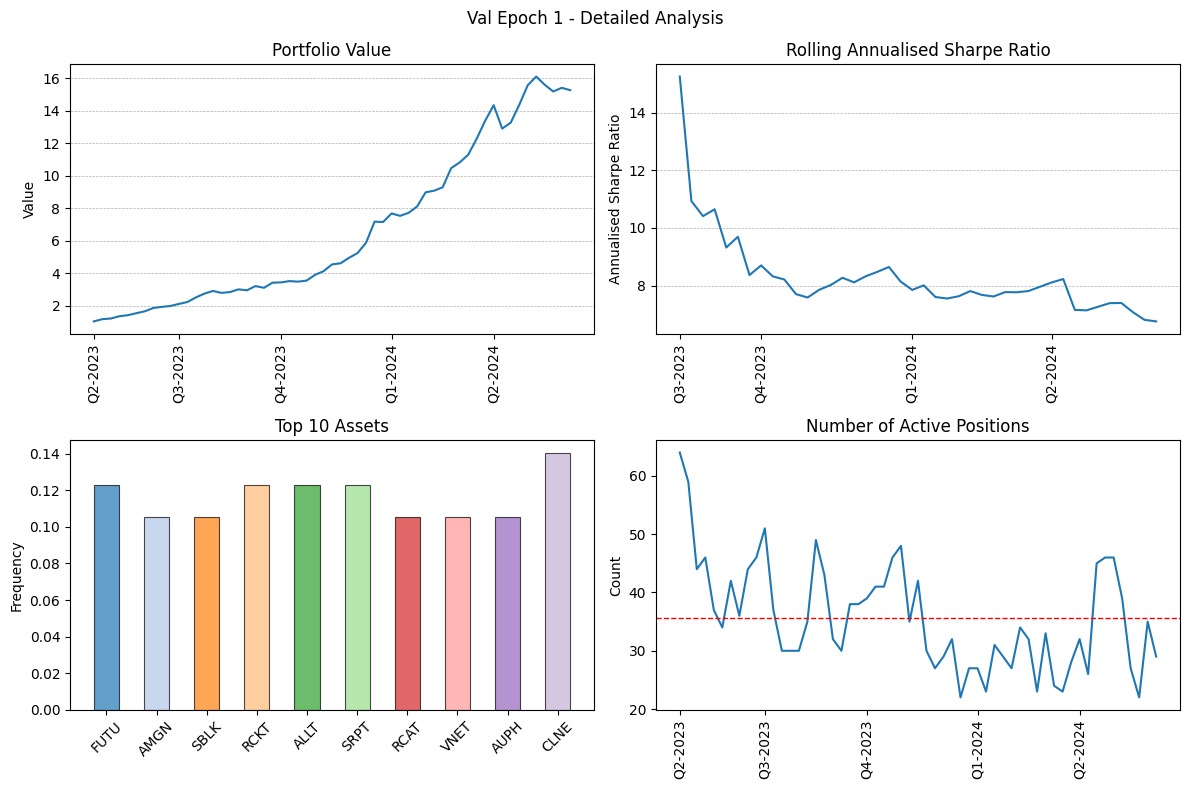 Val Epoch 1 - Detailed Analysis
Portfolio Value
Value
16
14
12
10
8
6
4
2
Q2-2023
Q3-2023
Q4-2023
Q1-2024
Q2-2024
Rolling Annualised Sharpe Ratio
Annualised Sharpe Ratio
14
12
10
8
Q3-2023
Q4-2023
Q1-2024
Q2-2024
Top 10 Assets
Frequency
0.14
0.12
0.10
0.08
0.06
0.04
0.02
0.00
FUTU
AMGN
SBLK
RCKT
ALLT
SRPT
RCAT
VNET
AUPH
CLNE
Number of Active Positions
Count
60
50
40
30
20
Q2-2023
Q3-2023
Q4-2023
Q1-2024
Q2-2024